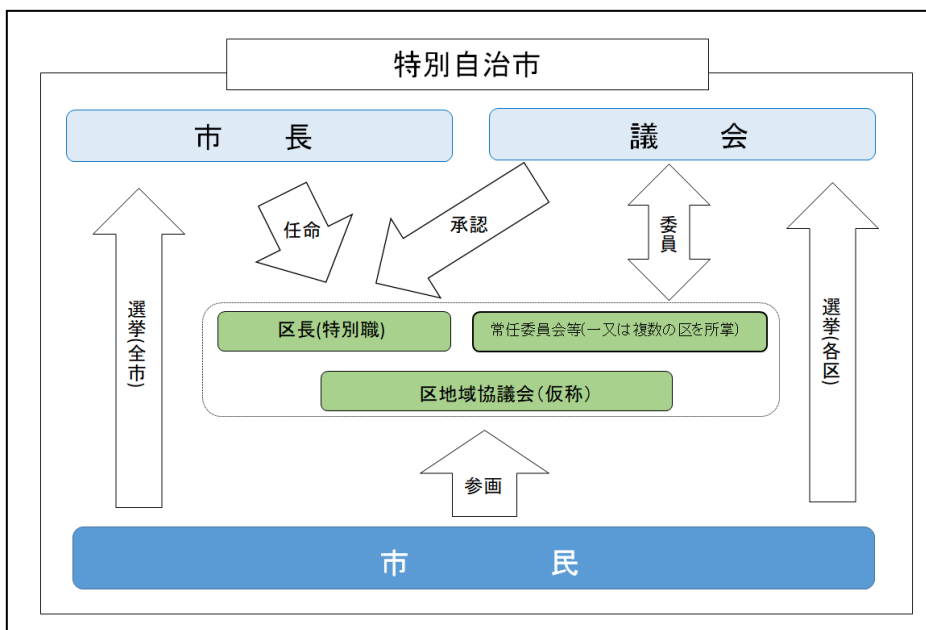 特別自治市
市　　長
議　　会
任命
承認
委員
選挙(全市)
選挙(各区)
区長(特別職)
常任委員会等(一又は複数の区を所掌)
区地域協議会(仮称)
参画
市　　民